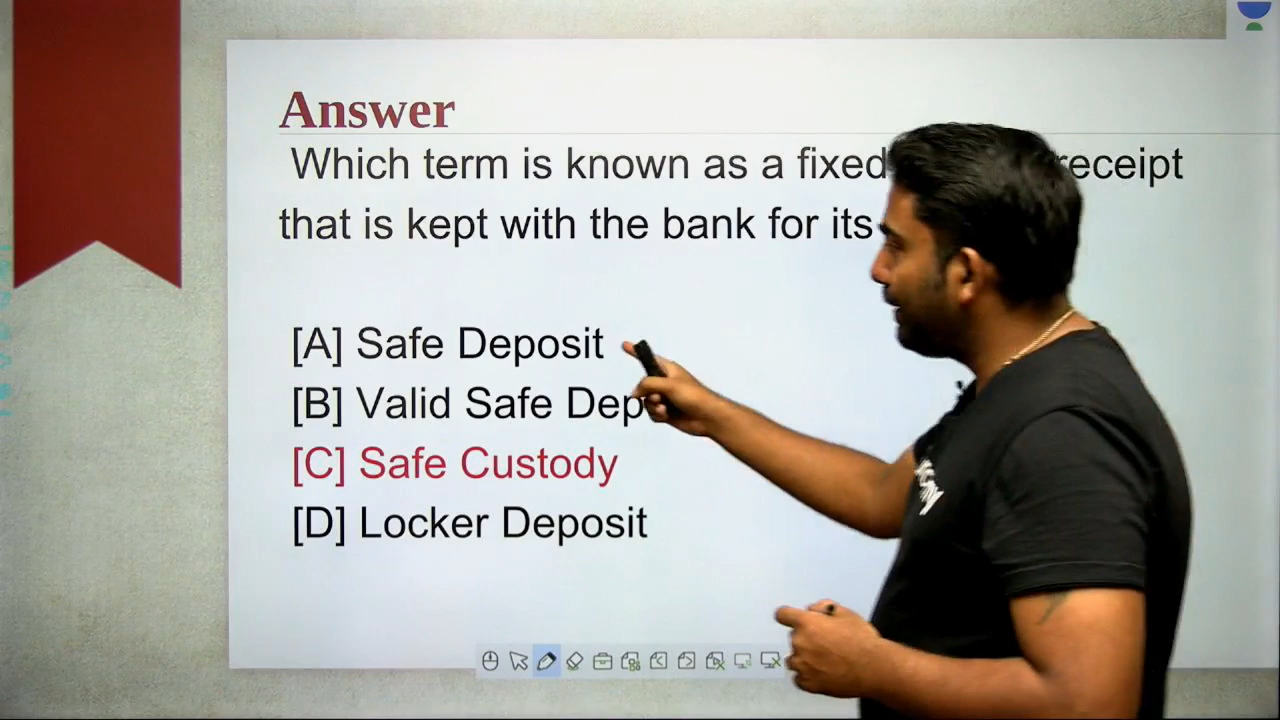 Answer
Which term is known as a fixed receipt
that is kept with the bank for its
[A] Safe Deposit
[B] Valid Safe
[C] Safe Custody
[D] Locker Deposit